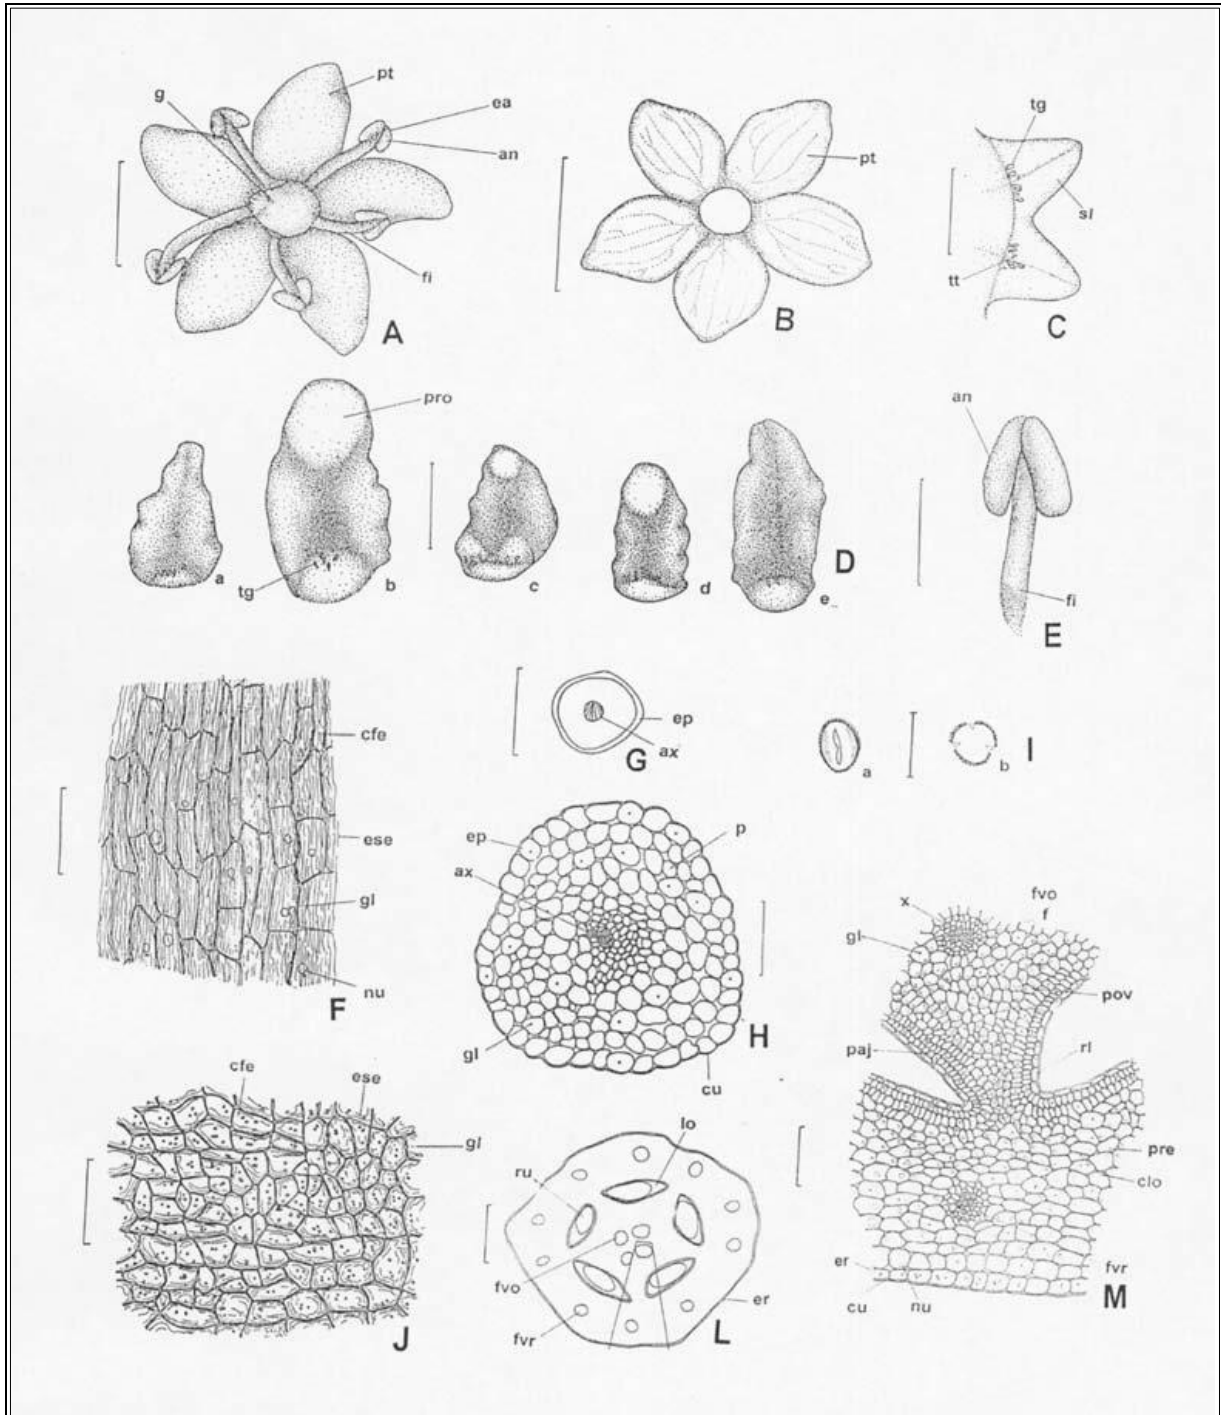 g
pt
ea
an
fi
A
pt
B
tg
sl
tt
C
pro
tg
a
b
c
d
e
D
an
fi
E
cfe
ese
gl
nu
F
ep
ax
G
a
b
I
ep
ax
p
gl
cu
H
x
fvo
f
gl
pov
paj
rl
pre
clo
er
fvr
cu
nu
M
cfe
ese
gl
J
lo
ru
fvo
fvr
er
L